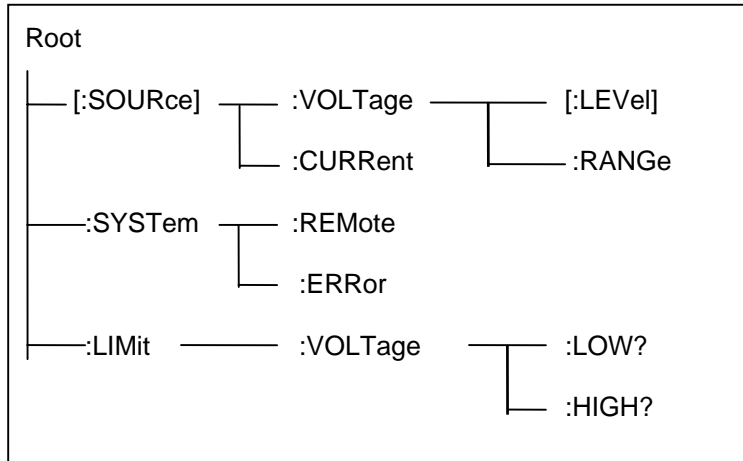 Root
[:SOURce] :VOLTage [:LEVel]
:CURRent :RANGe
:SYSTem :REMote
:ERRor
:LIMit :VOLTage :LOW?
:HIGH?